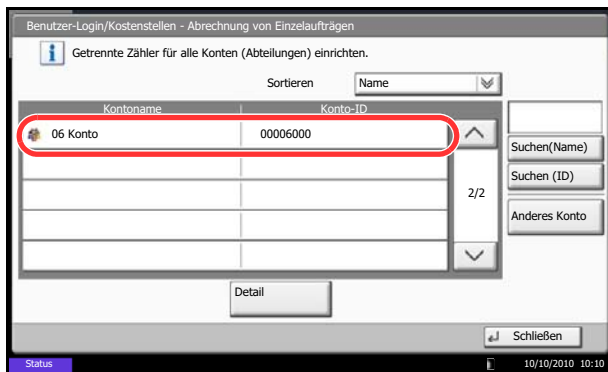 Benutzer-Login/Kostenstellen - Abrechnung von Einzelaufträgen
Getrennte Zähler für alle Konten (Abteilungen) einrichten.
Sortieren Name
Kontoname Konto-ID
06 Konto 00006000
Suchen(Name)
Suchen (ID)
2/2
Anderes Konto
Detail
Schließen
Status 10/10/2010 10:10